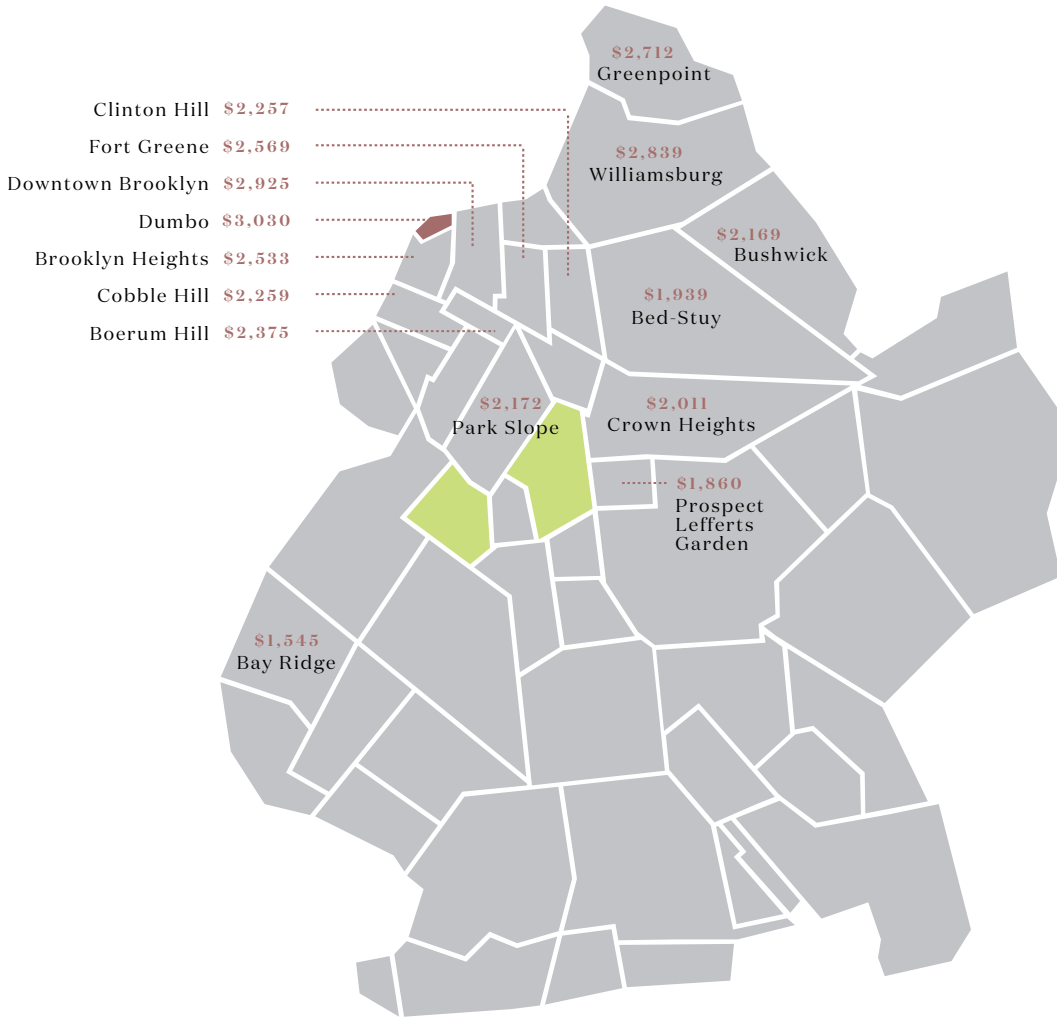 $2,712
Greenpoint
Clinton Hill $2,257
Fort Greene $2,569
$2,839
Williamsburg
Downtown Brooklyn $2,925
Dumbo $3,030
$2,169
Bushwick
Brooklyn Heights $2,533
Cobble Hill $2,259
$1,939
Bed-Stuy
Boerum Hill $2,375
$2,172
Park Slope
$2,011
Crown Heights
$1,860
Prospect
Lefferts
Garden
$1,545
Bay Ridge